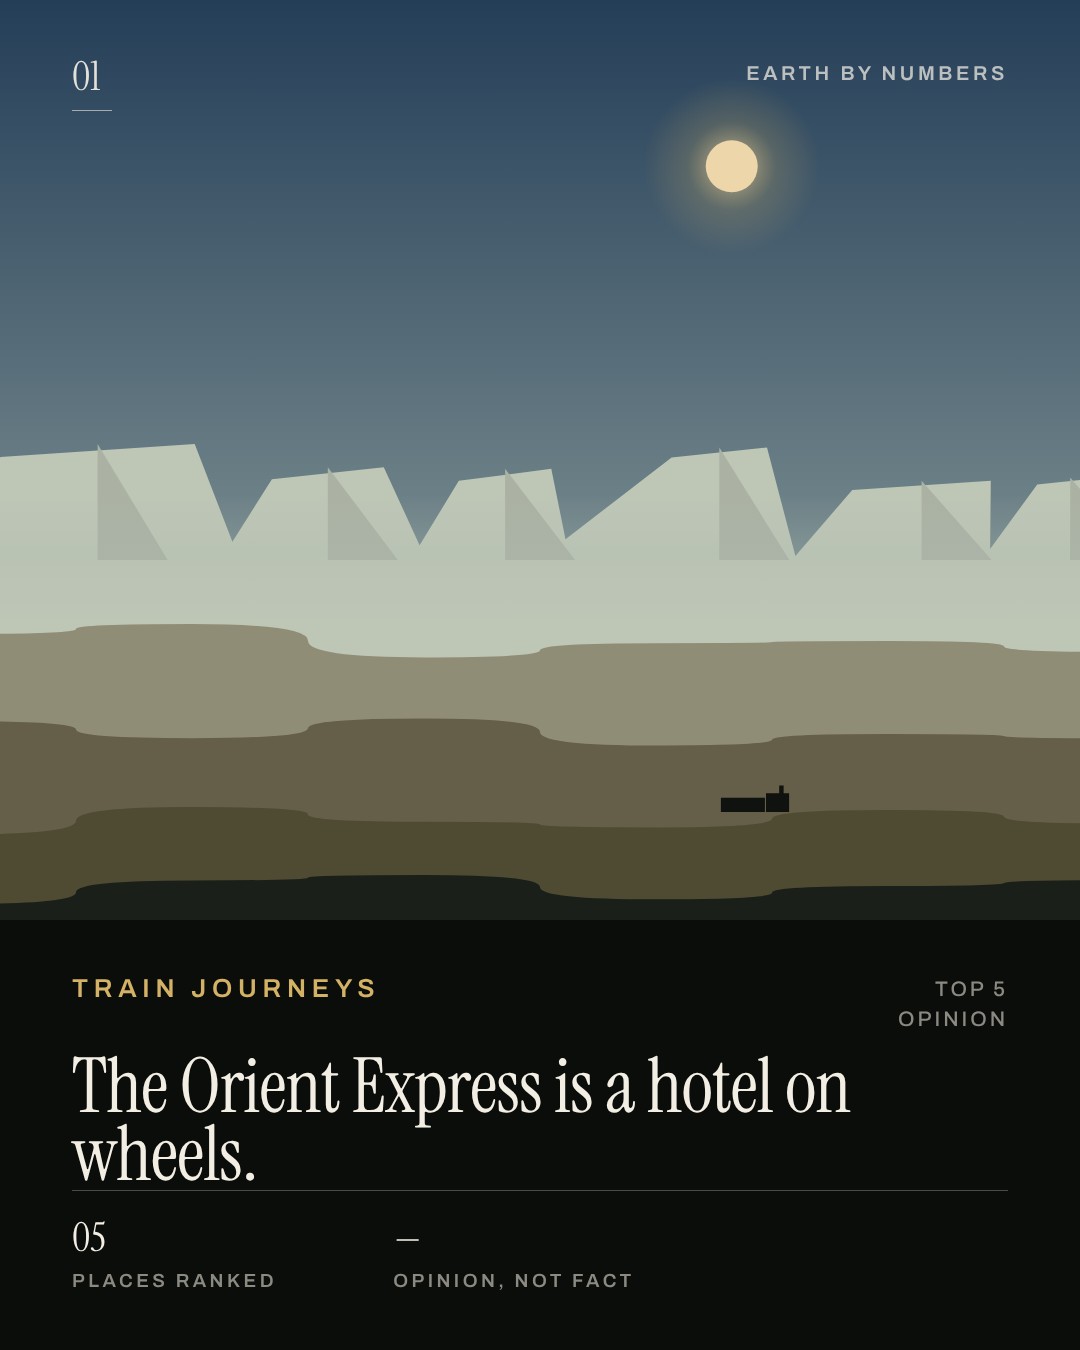 01
EARTH BY NUMBERS
TRAIN JOURNEYS
TOP 5
OPINION
The Orient Express is a hotel on
wheels.
05
—
PLACES RANKED
OPINION, NOT FACT